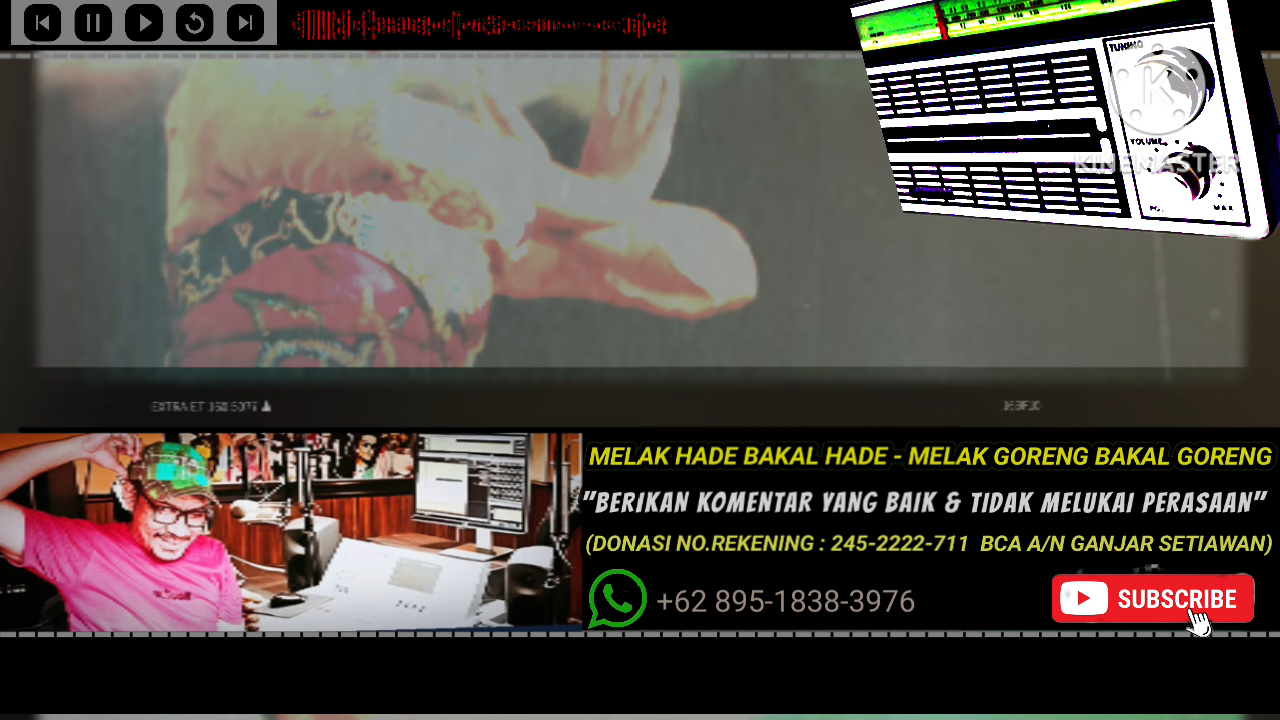 TUNING
VOLUME
MAX
KINEMASTER
MELAK HADE BAKAL HADE - MELAK GORENG BAKAL GORENG
"BERIKAN KOMENTAR YANG BAIK & TIDAK MELUKAI PERASAAN"
(DONASI NO.REKENING : 245-2222-711 BCA A/N GANJAR SETIAWAN)
+62 895-1838-3976
SUBSCRIBE